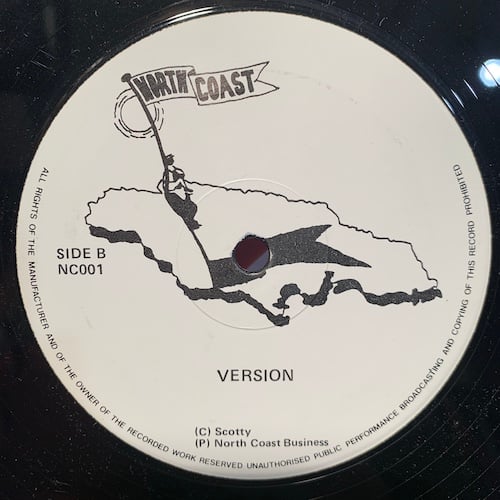 NORTH COAST
SIDE B
NC001
VERSION
(C) Scotty
(P) North Coast Business
ALL RIGHTS OF THE MANUFACTURER AND OF THE OWNER OF THE RECORDED WORK RESERVED UNAUTHORISED PUBLIC PERFORMANCE BROADCASTING AND COPYING OF THIS RECORD PROHIBITED